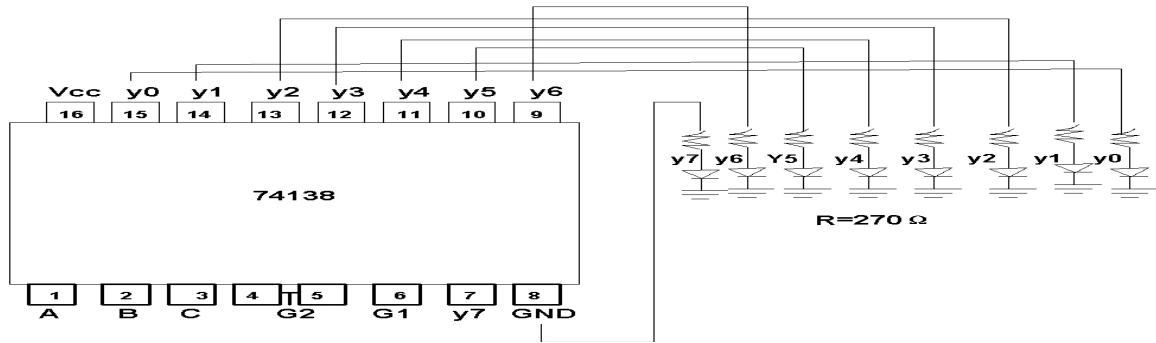 Vcc y0 y1 y2 y3 y4 y5 y6
16 15 14 13 12 11 10 9
y7 y6 Y5 y4 y3 y2 y1 y0
74138
R=270 Ω
1 2 3 4 5 6 7 8
A B C G2 G1 y7 GND